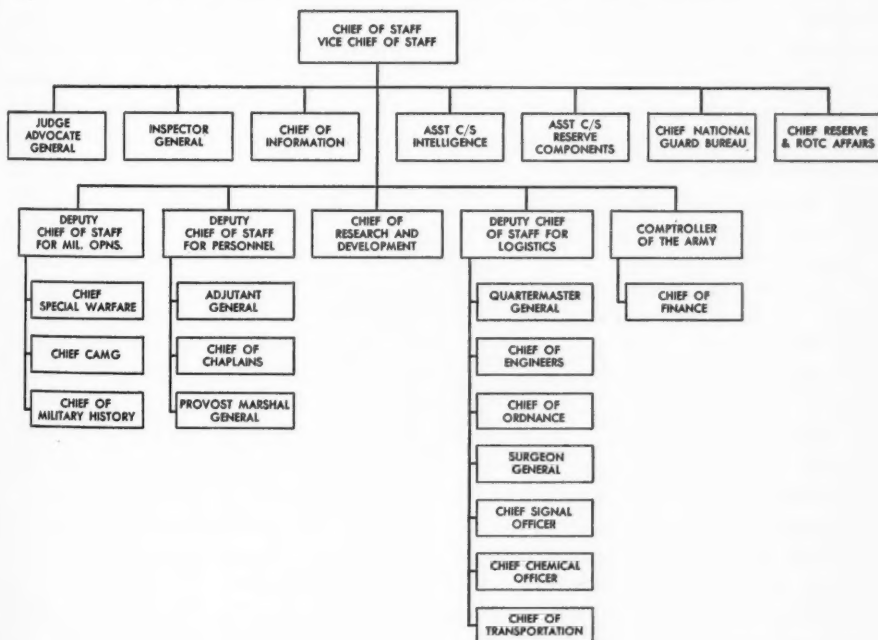 CHIEF OF STAFF
VICE CHIEF OF STAFF
JUDGE
ADVOCATE
GENERAL
INSPECTOR
GENERAL
CHIEF OF
INFORMATION
ASST C/S
INTELLIGENCE
ASST C/S
RESERVE
COMPONENTS
CHIEF NATIONAL
GUARD BUREAU
CHIEF RESERVE
& ROTC AFFAIRS
DEPUTY
CHIEF OF STAFF
FOR MIL. OPNS.
DEPUTY
CHIEF OF STAFF
FOR PERSONNEL
CHIEF OF
RESEARCH AND
DEVELOPMENT
DEPUTY CHIEF
OF STAFF FOR
LOGISTICS
COMPTROLLER
OF THE ARMY
CHIEF
SPECIAL WARFARE
CHIEF CAMG
CHIEF OF
MILITARY HISTORY
ADJUTANT
GENERAL
CHIEF OF
CHAPLAINS
PROVOST MARSHAL
GENERAL
QUARTERMASTER
GENERAL
CHIEF OF
ENGINEERS
CHIEF OF
ORDNANCE
SURGEON
GENERAL
CHIEF SIGNAL
OFFICER
CHIEF CHEMICAL
OFFICER
CHIEF OF
TRANSPORTATION
CHIEF OF
FINANCE